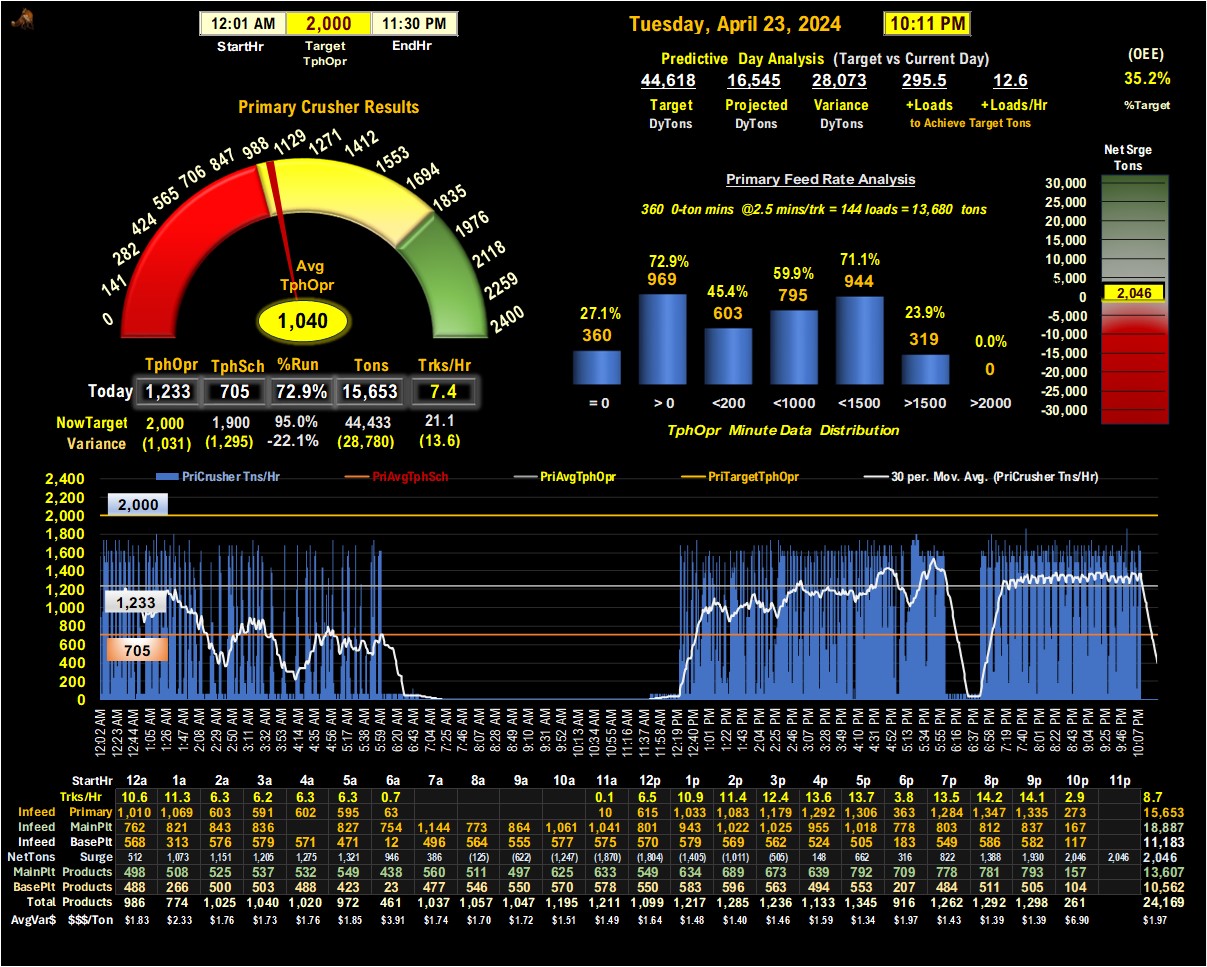 12:01 AM 2,000 11:30 PM
StartHr Target TphOpr EndHr
Tuesday, April 23, 2024 10:11 PM
Predictive Day Analysis (Target vs Current Day)
44,618 16,545 28,073 295.5 12.6
Target Projected Variance +Loads +Loads/Hr
DyTons DyTons DyTons to Achieve Target Tons
(OEE)
35.2%
%Target
Primary Crusher Results
0 141 282 424 565 706 847 988 1129 1271 1412 1553 1694 1835 1976 2118 2259 2400
Avg
TphOpr
1,040
TphOpr TphSch %Run Tons Trks/Hr
Today 1,233 705 72.9% 15,653 7.4
NowTarget 2,000 1,900 95.0% 44,433 21.1
Variance (1,031) (1,295) -22.1% (28,780) (13.6)
Primary Feed Rate Analysis
360 0-ton mins @2.5 mins/trk = 144 loads = 13,680 tons
27.1% 72.9% 45.4% 59.9% 71.1% 23.9% 0.0%
360 969 603 795 944 319 0
= 0 > 0 <200 <1000 <1500 >1500 >2000
TphOpr Minute Data Distribution
Net Srge
Tons
30,000
25,000
20,000
15,000
10,000
5,000
0
2,046
-5,000
-10,000
-15,000
-20,000
-25,000
-30,000
PriCrusher Tns/Hr PriAvgTphSch PriAvgTphOpr PriTargetTphOpr 30 per. Mov. Avg. (PriCrusher Tns/Hr)
2,400
2,200
2,000
1,800
1,600
1,400
1,200
1,000
800
600
400
200
0
2,000
1,233
705
12:02 AM 12:23 AM 12:44 AM 1:05 AM 1:26 AM 1:47 AM 2:08 AM 2:29 AM 2:50 AM 3:11 AM 3:32 AM 3:53 AM 4:14 AM 4:35 AM 4:56 AM 5:17 AM 5:38 AM 5:59 AM 6:20 AM 6:43 AM 7:04 AM 7:25 AM 7:46 AM 8:07 AM 8:28 AM 8:49 AM 9:10 AM 9:31 AM 9:52 AM 10:13 AM 10:34 AM 10:55 AM 11:16 AM 11:37 AM 11:58 AM 12:19 PM 12:40 PM 1:01 PM 1:22 PM 1:43 PM 2:04 PM 2:25 PM 2:46 PM 3:07 PM 3:28 PM 3:49 PM 4:10 PM 4:31 PM 4:52 PM 5:13 PM 5:34 PM 5:55 PM 6:16 PM 6:37 PM 6:58 PM 7:19 PM 7:40 PM 8:01 PM 8:22 PM 8:43 PM 9:04 PM 9:25 PM 9:46 PM 10:07 PM
StartHr 12a 1a 2a 3a 4a 5a 6a 7a 8a 9a 10a 11a 12p 1p 2p 3p 4p 5p 6p 7p 8p 9p 10p 11p
Trks/Hr 10.6 11.3 6.3 6.2 6.3 6.3 0.7 0.1 6.5 10.9 11.4 12.4 13.6 13.7 3.8 13.5 14.2 14.1 2.9 8.7
Infeed Primary 1,010 1,069 603 591 602 595 63 10 615 1,033 1,083 1,179 1,292 1,306 363 1,284 1,347 1,335 273 15,653
Infeed MainPlt 762 821 843 836 827 754 1,144 773 864 1,061 1,041 801 943 1,022 1,025 955 1,018 778 803 812 837 167 18,887
Infeed BasePlt 568 313 576 579 571 471 12 496 564 555 577 575 570 579 569 562 524 505 183 549 586 582 117 11,183
NetTons Surge 512 1,073 1,151 1,205 1,275 1,321 946 386 (125) (622) (1,247) (1,870) (1,804) (1,405) (1,011) (505) 148 662 316 822 1,388 1,930 2,046 2,046 2,046
MainPlt Products 498 508 525 537 532 549 438 560 511 497 625 633 549 634 689 673 639 639 792 709 778 781 793 157 13,607
BasePlt Products 488 266 500 503 488 423 23 477 546 550 570 578 550 583 596 563 494 553 207 484 511 505 104 10,562
Total Products 986 774 1,025 1,040 1,020 972 461 1,037 1,057 1,047 1,195 1,211 1,099 1,217 1,285 1,236 1,133 1,345 916 1,262 1,292 1,298 261 24,169
AvgVar$ $$$/Ton $1.83 $2.33 $1.76 $1.73 $1.76 $1.85 $3.91 $1.74 $1.70 $1.72 $1.51 $1.49 $1.64 $1.48 $1.40 $1.46 $1.59 $1.34 $1.97 $1.43 $1.39 $1.39 $6.90 $1.97